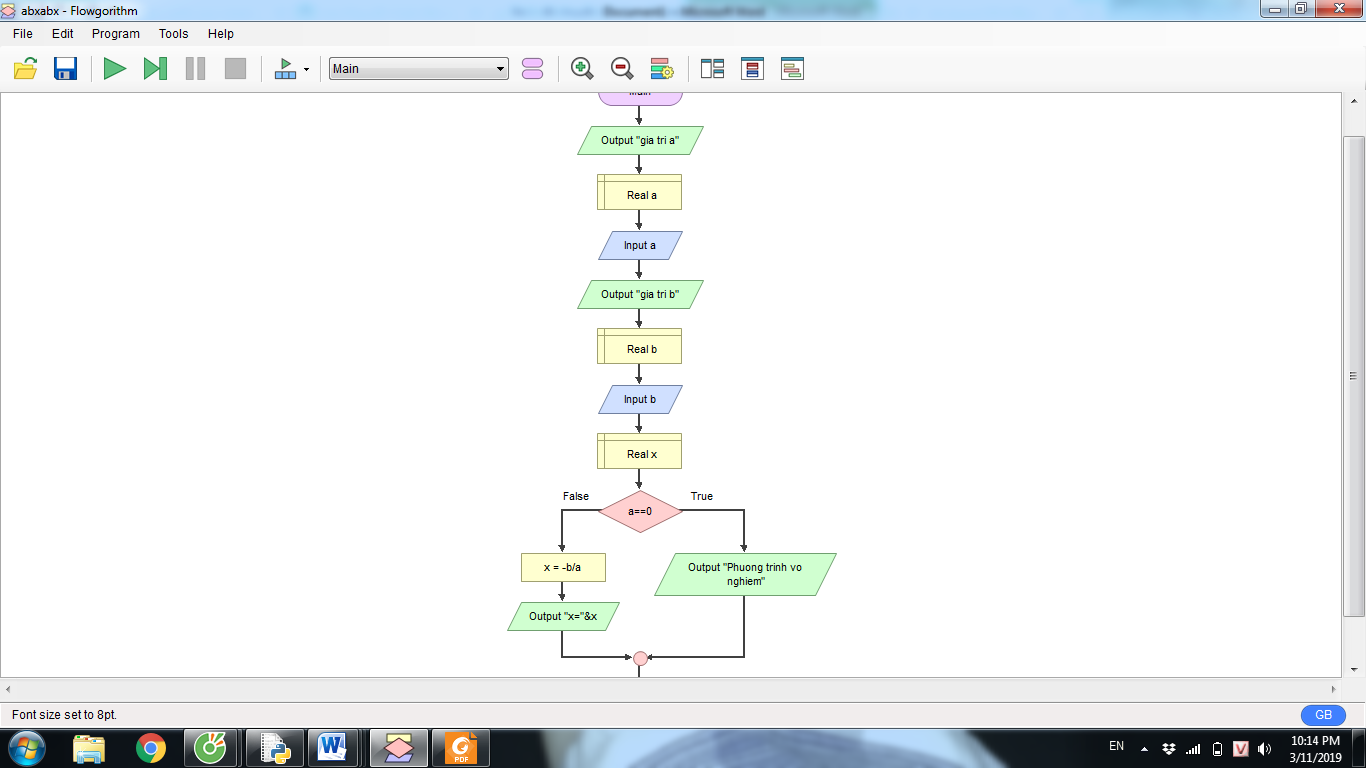 abxabx - Flowgorithm
File Edit Program Tools Help
Main
Main
Output "gia tri a"
Real a
Input a
Output "gia tri b"
Real b
Input b
Real x
False
True
a==0
x = -b/a
Output "Phuong trinh vo
nghiem"
Output "x="&x
Font size set to 8pt.
GB
EN
10:14 PM
3/11/2019